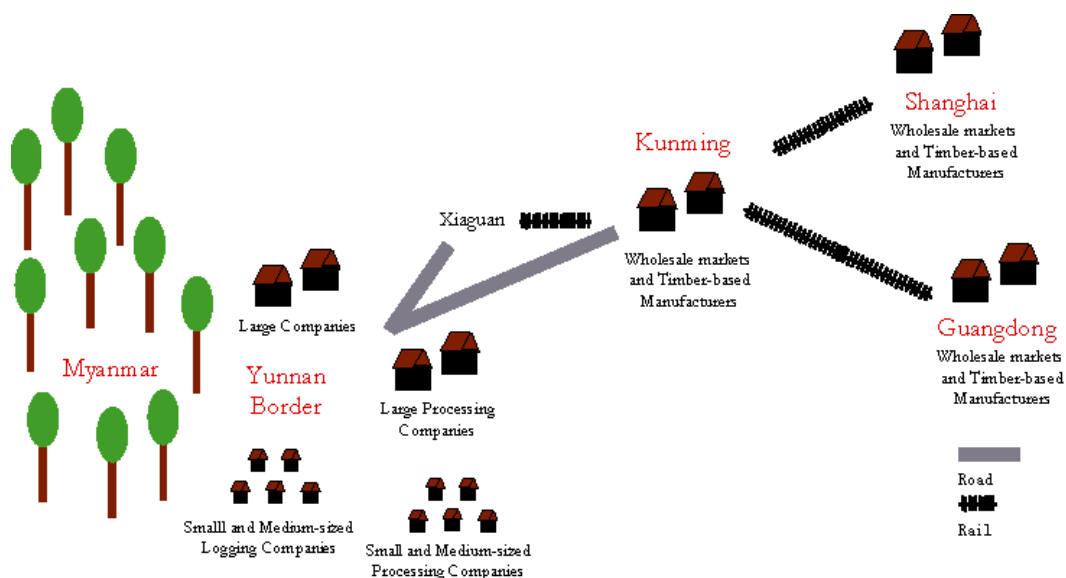 Shanghai
Wholesale markets
and Timber-based
Manufacturers
Kunming
Xiaguan
Wholesale markets
and Timber-based
Manufacturers
Large Companies
Guangdong
Wholesale markets
and Timber-based
Manufacturers
Myanmar
Yunnan
Border
Large Processing
Companies
Smalll and Medium-sized
Logging Companies
Small and Medium-sized
Processing Companies
Road
Rail